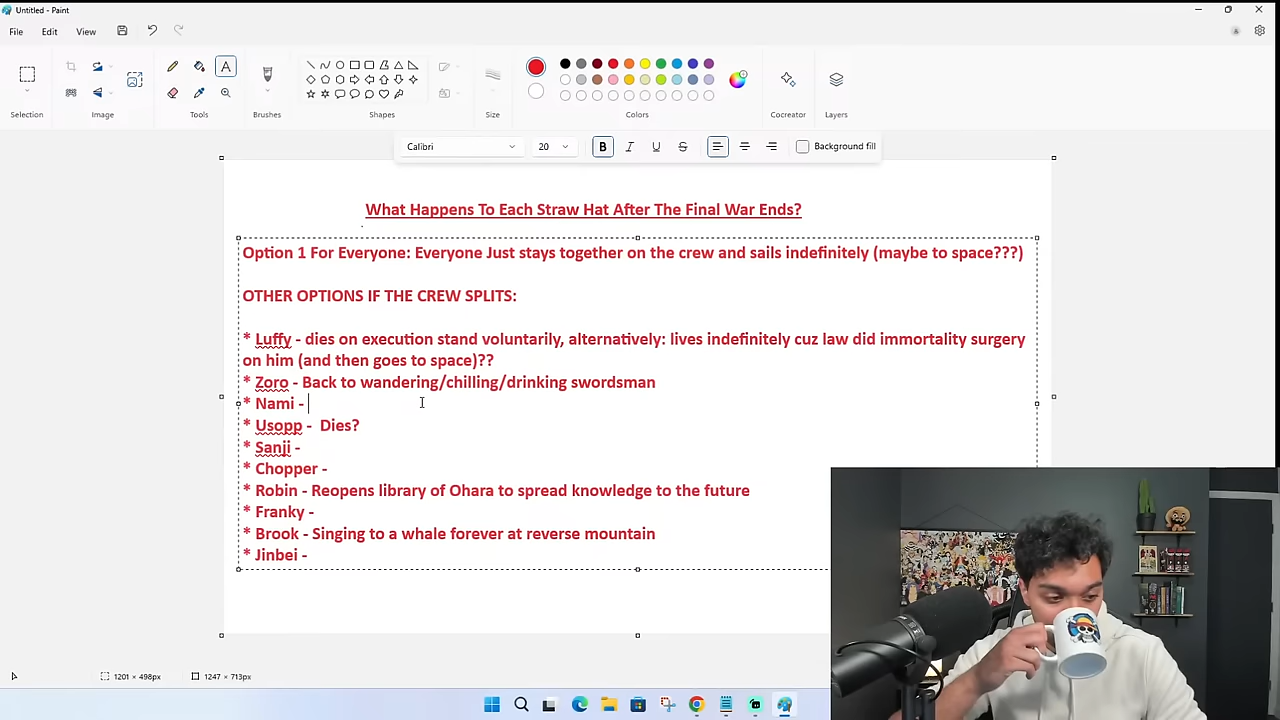 Untitled - Paint
File Edit View
Selection Image Tools Brushes Shapes Size Colors Cocreator Layers
Calibri 20 B I U S Background fill
What Happens To Each Straw Hat After The Final War Ends?
Option 1 For Everyone: Everyone Just stays together on the crew and sails indefinitely (maybe to space???)
OTHER OPTIONS IF THE CREW SPLITS:
* Luffy - dies on execution stand voluntarily, alternatively: lives indefinitely cuz law did immortality surgery
on him (and then goes to space)??
* Zoro - Back to wandering/chilling/drinking swordsman
* Nami -
* Usopp - Dies?
* Sanji -
* Chopper -
* Robin - Reopens library of Ohara to spread knowledge to the future
* Franky -
* Brook - Singing to a whale forever at reverse mountain
* Jinbei -
1201 × 498px 1247 × 713px